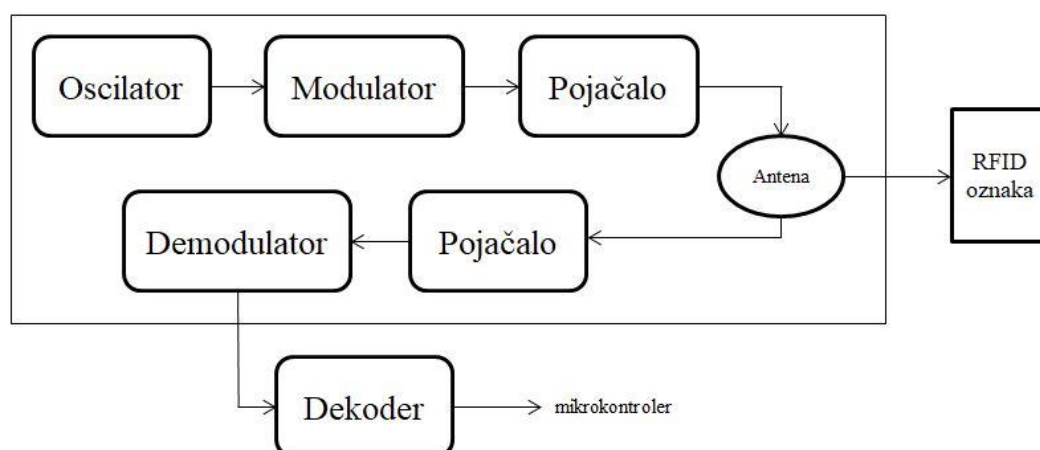 Oscilator
Modulator
Pojačalo
Antena
RFID
oznaka
Demodulator
Pojačalo
Dekoder
mikrokontroler